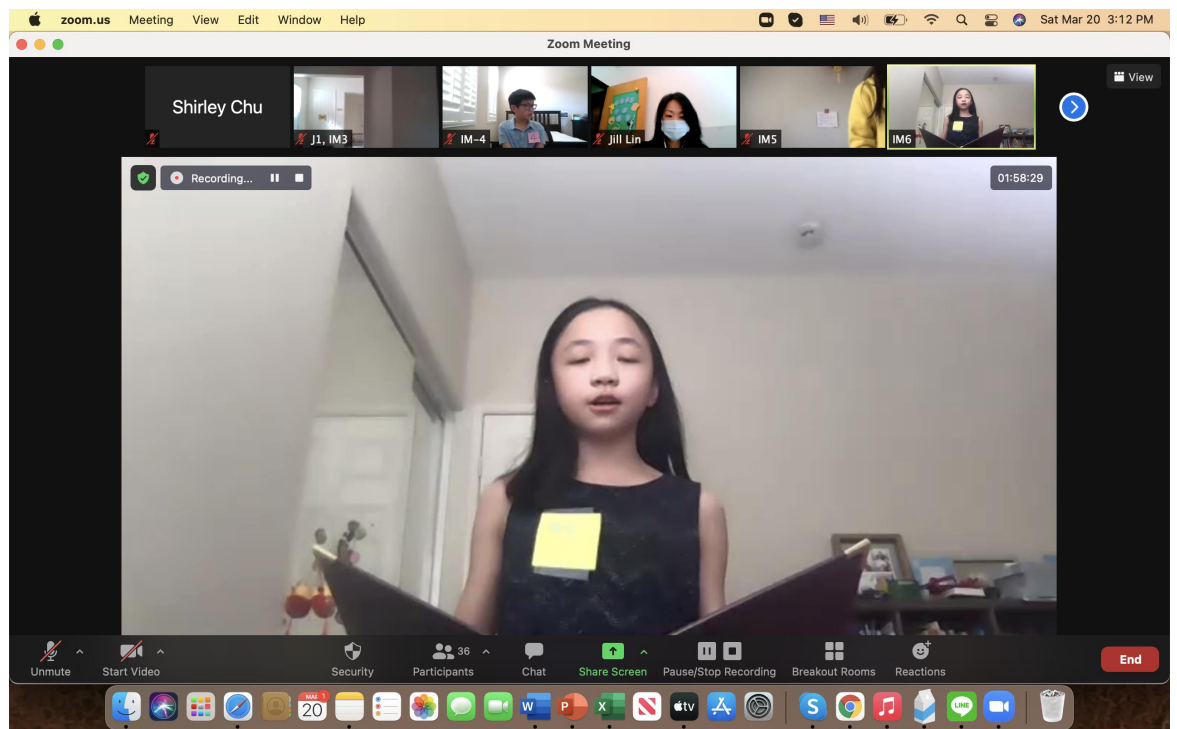 zoom.us Meeting View Edit Window Help Sat Mar 20 3:12 PM
Zoom Meeting
Shirley Chu
J1, IM3
IM-4
Jill Lin
IM5
IM6
View
Recording...
01:58:29
Unmute
Start Video
Security
36
Participants
Chat
Share Screen
Pause/Stop Recording
Breakout Rooms
Reactions
End
20
W
P
X
tv
S
LINE